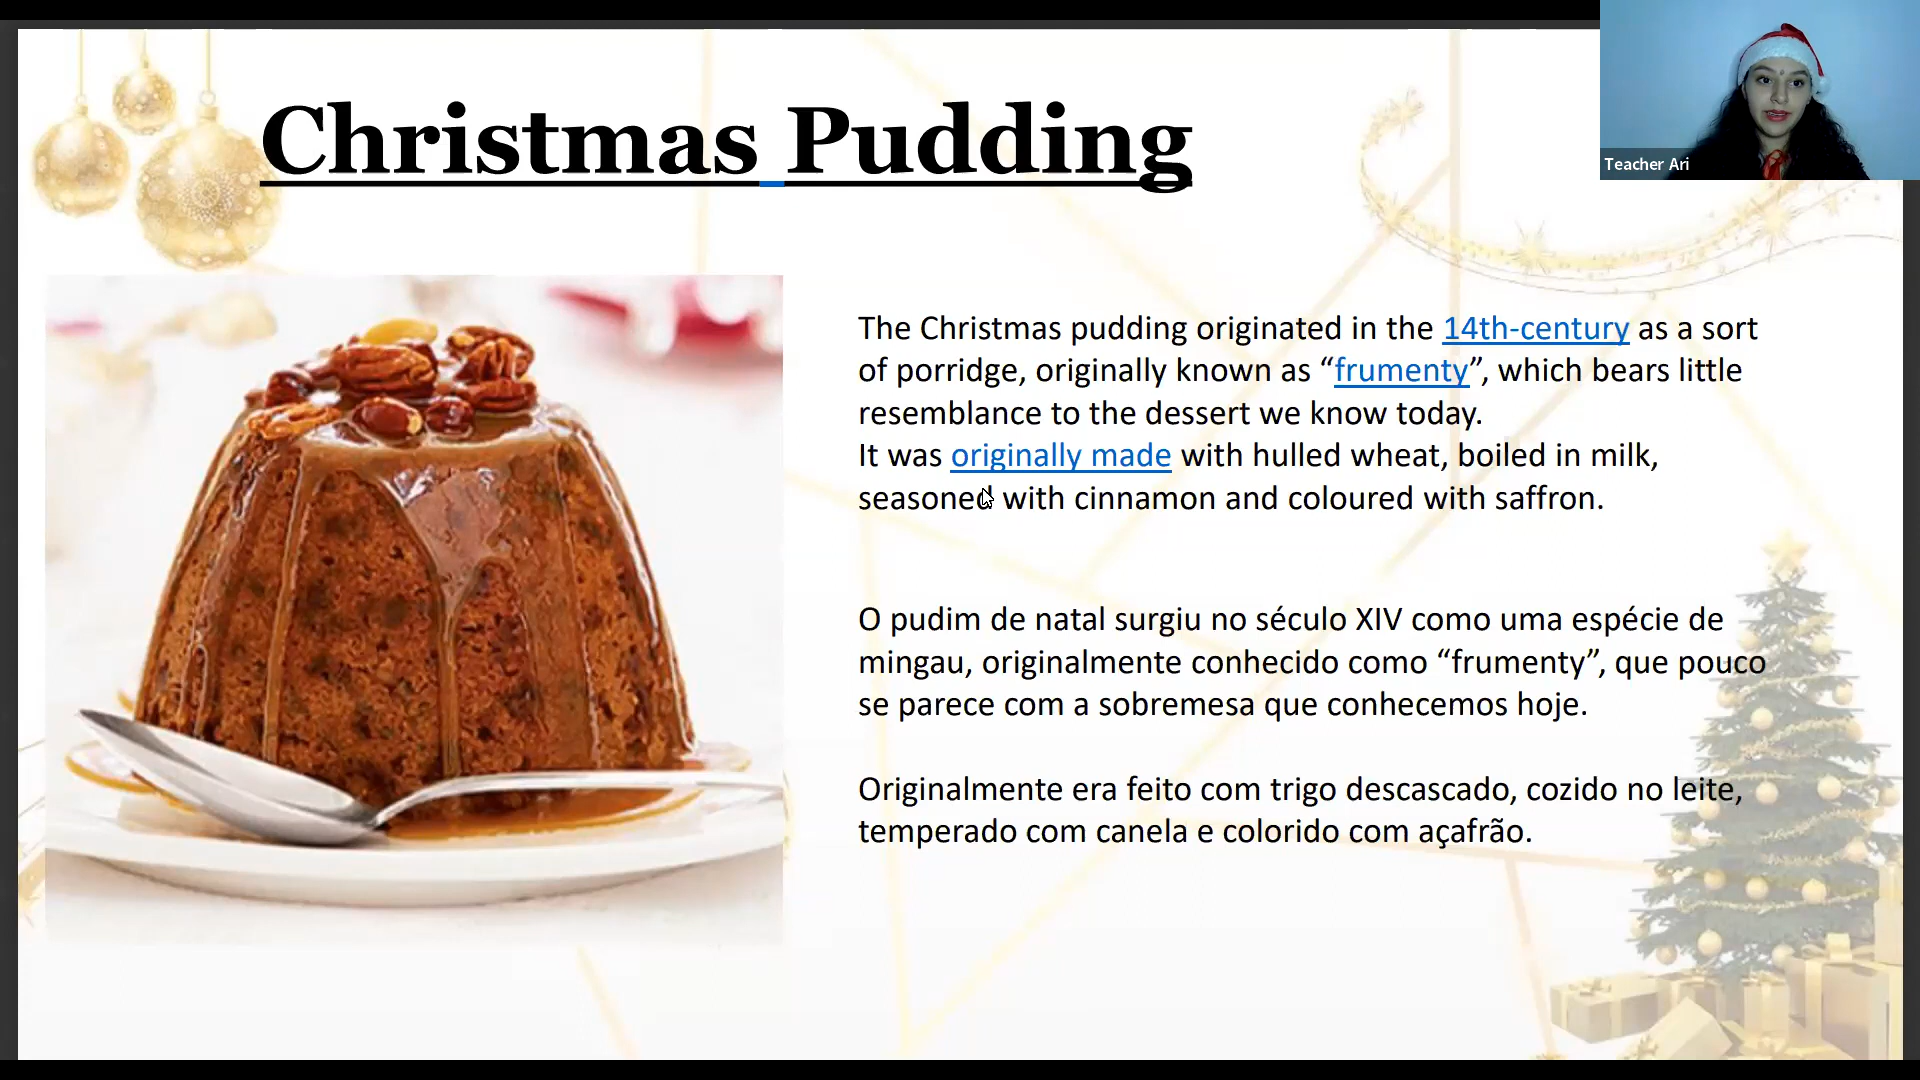 Christmas Pudding
Teacher Ari
The Christmas pudding originated in the 14th-century as a sort
of porridge, originally known as “frumenty”, which bears little
resemblance to the dessert we know today.
It was originally made with hulled wheat, boiled in milk,
seasoned with cinnamon and coloured with saffron.
O pudim de natal surgiu no século XIV como uma espécie de
mingau, originalmente conhecido como “frumenty”, que pouco
se parece com a sobremesa que conhecemos hoje.
Originalmente era feito com trigo descascado, cozido no leite,
temperado com canela e colorido com açafrão.